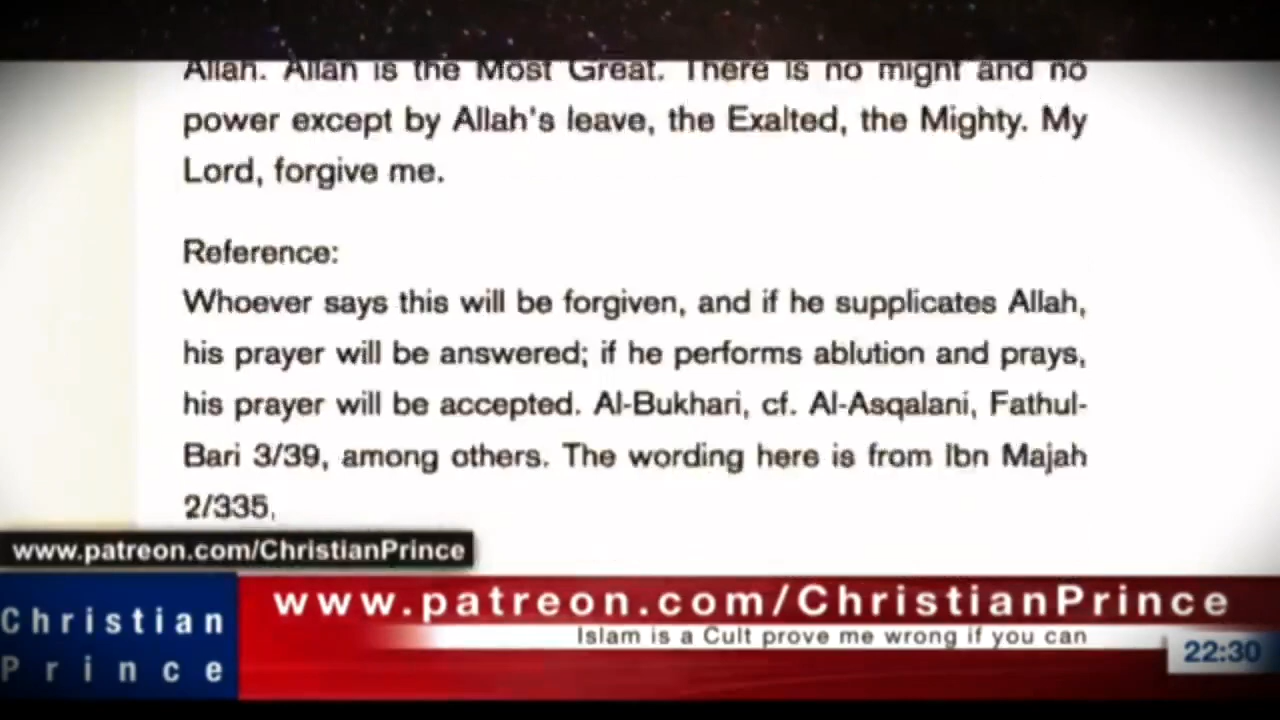 Allah. Allah is the Most Great. There is no might and no
power except by Allah's leave, the Exalted, the Mighty. My
Lord, forgive me.
Reference:
Whoever says this will be forgiven, and if he supplicates Allah,
his prayer will be answered; if he performs ablution and prays,
his prayer will be accepted. Al-Bukhari, cf. Al-Asqalani, Fathul-
Bari 3/39, among others. The wording here is from Ibn Majah
2/335,
www.patreon.com/ChristianPrince
Christian
Prince
www.patreon.com/ChristianPrince
Islam is a Cult prove me wrong if you can
22:30